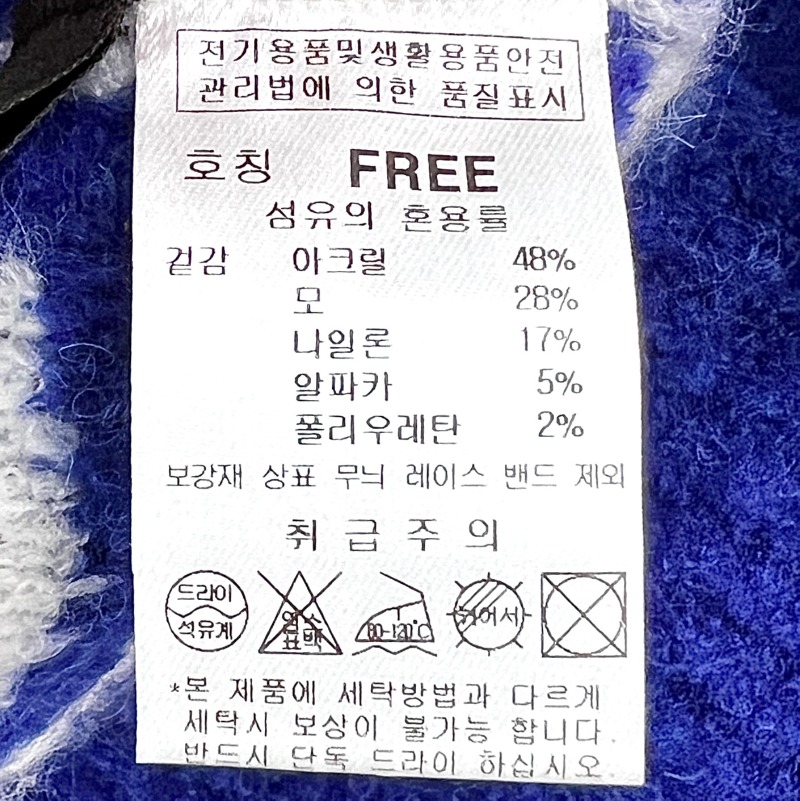 전기용품및생활용품안전
관리법에 의한 품질표시
호칭 FREE
섬유의 혼용률
겉감 아크릴 48%
모 28%
나일론 17%
알파카 5%
폴리우레탄 2%
보강재 상표 무늬 레이스 밴드 제외
취급주의
드라이
석유계
염소
표백
80-120°C
뉘어서
*본 제품에 세탁방법과 다르게
세탁시 보상이 불가능 합니다.
반드시 단독 드라이 하십시오.